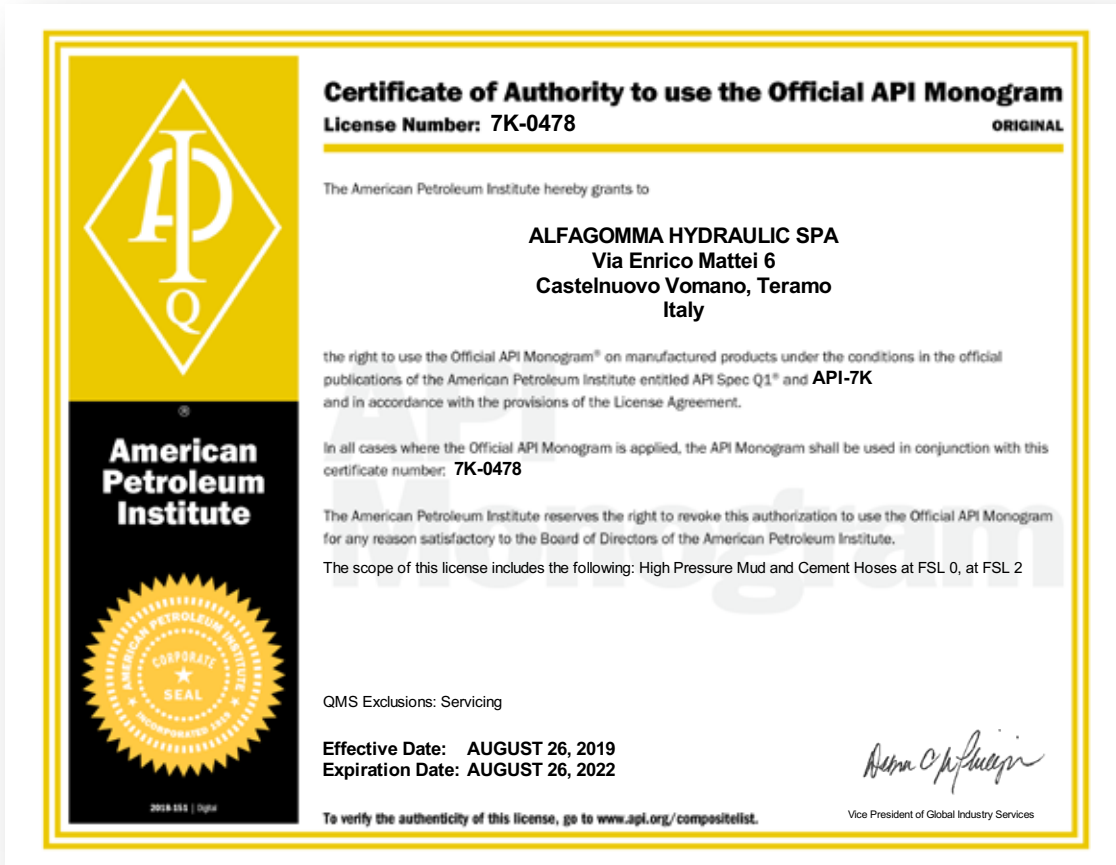 API
Q
®
American
Petroleum
Institute
AMERICAN PETROLEUM INSTITUTE
CORPORATE
SEAL
INCORPORATED 1919
2018-151 | Digital
Certificate of Authority to use the Official API Monogram
License Number: 7K-0478
ORIGINAL
The American Petroleum Institute hereby grants to
ALFAGOMMA HYDRAULIC SPA
Via Enrico Mattei 6
Castelnuovo Vomano, Teramo
Italy
the right to use the Official API Monogram® on manufactured products under the conditions in the official
publications of the American Petroleum Institute entitled API Spec Q1® and API-7K
and in accordance with the provisions of the License Agreement.
API
Monogram
In all cases where the Official API Monogram is applied, the API Monogram shall be used in conjunction with this
certificate number: 7K-0478
The American Petroleum Institute reserves the right to revoke this authorization to use the Official API Monogram
for any reason satisfactory to the Board of Directors of the American Petroleum Institute.
The scope of this license includes the following: High Pressure Mud and Cement Hoses at FSL 0, at FSL 2
QMS Exclusions: Servicing
Effective Date: AUGUST 26, 2019
Expiration Date: AUGUST 26, 2022
To verify the authenticity of this license, go to www.api.org/compositelist.
Vice President of Global Industry Services